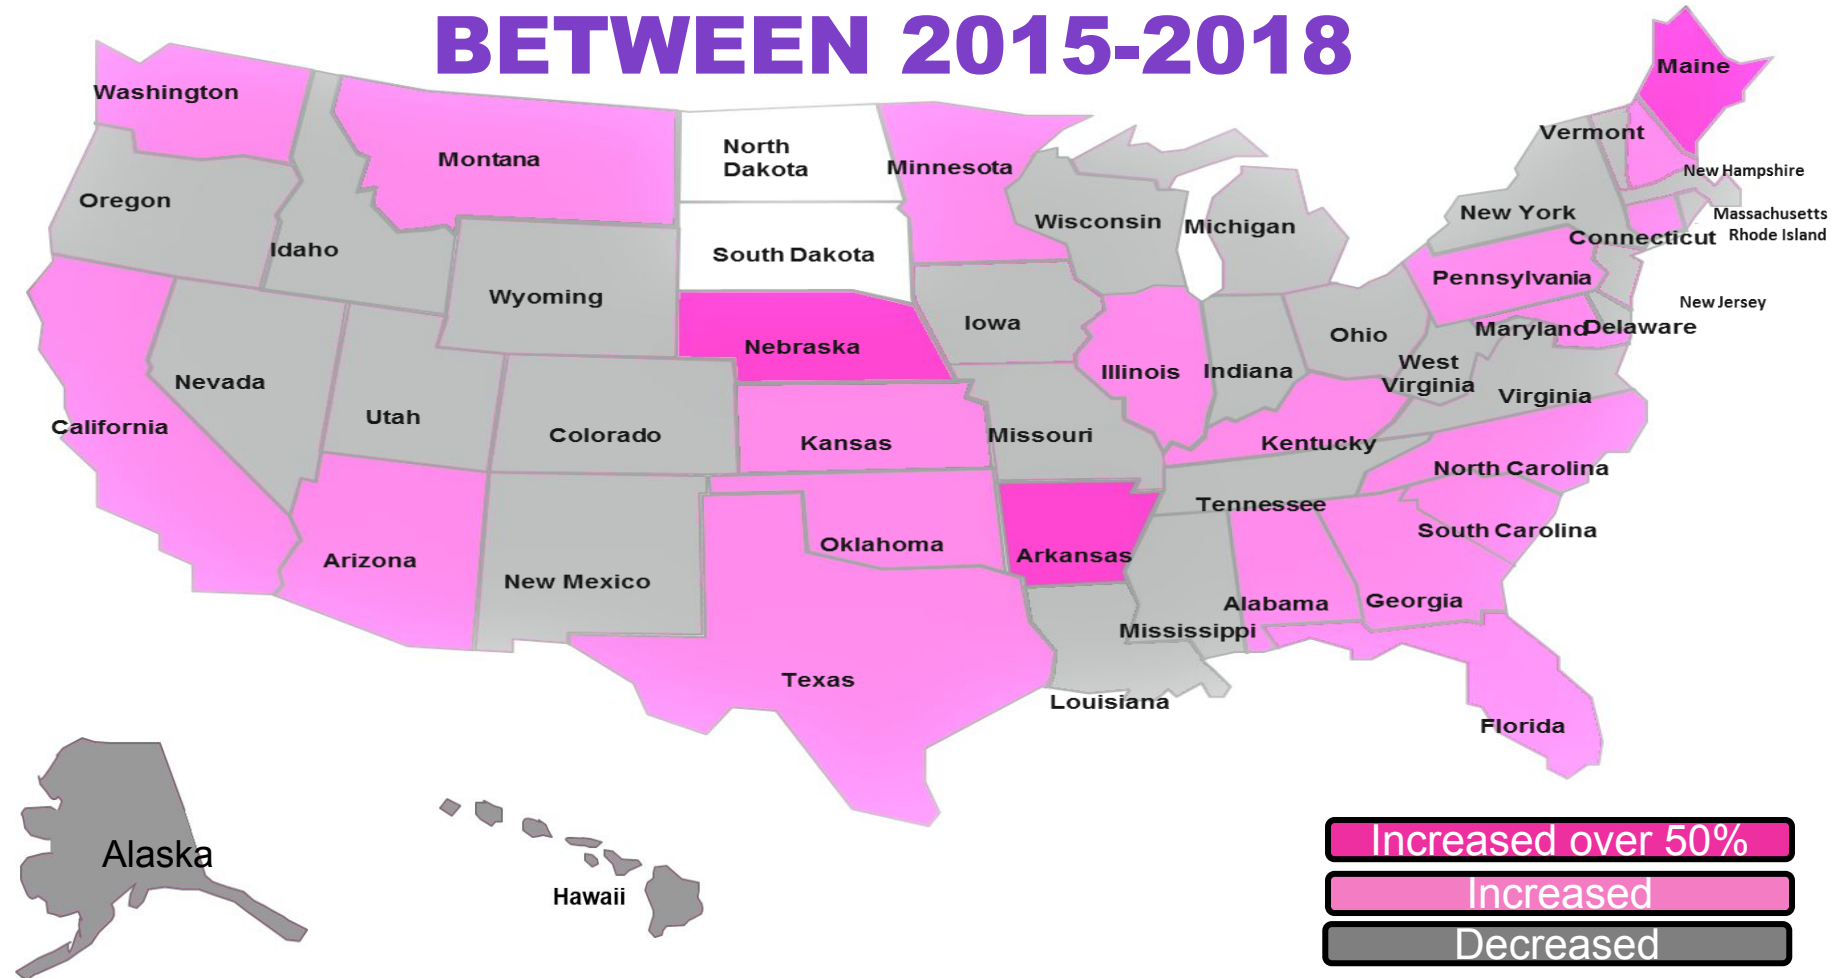 BETWEEN 2015-2018
Maine
Washington
Vermont
North
Dakota
Montana
Minnesota
New Hampshire
Oregon
New York
Massachusetts
Wisconsin
Michigan
Connecticut
Rhode Island
Idaho
South Dakota
Pennsylvania
Wyoming
New Jersey
Iowa
Maryland
Delaware
Ohio
Nebraska
West
Virginia
Illinois
Indiana
Nevada
Virginia
Utah
California
Colorado
Kansas
Missouri
Kentucky
North Carolina
Tennessee
South Carolina
Oklahoma
Arkansas
Arizona
New Mexico
Alabama
Georgia
Mississippi
Texas
Louisiana
Florida
Alaska
Hawaii
Increased over 50%
Increased
Decreased